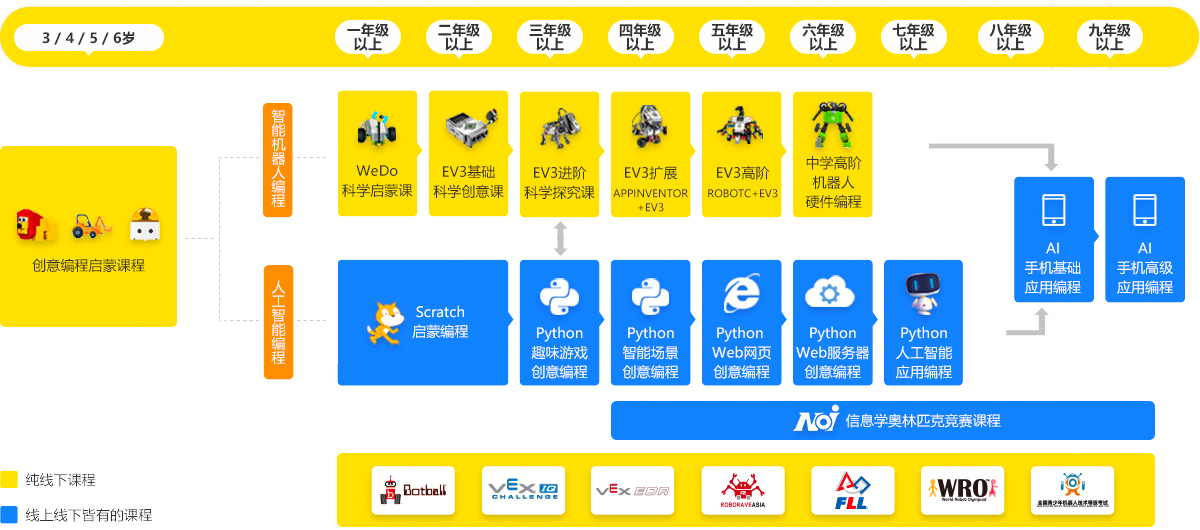 3 / 4 / 5 / 6岁
一年级
以上
二年级
以上
三年级
以上
四年级
以上
五年级
以上
六年级
以上
七年级
以上
八年级
以上
九年级
以上
创意编程启蒙课程
智能机器人编程
WeDo
科学启蒙课
EV3基础
科学创意课
EV3进阶
科学探究课
EV3扩展
APPINVENTOR
+EV3
EV3高阶
ROBOTC+EV3
中学高阶
机器人
硬件编程
人工智能编程
Scratch
启蒙编程
Python
趣味游戏
创意编程
Python
智能场景
创意编程
Python
Web网页
创意编程
Python
Web服务器
创意编程
Python
人工智能
应用编程
AI
手机基础
应用编程
AI
手机高级
应用编程
NOI 信息学奥林匹克竞赛课程
纯线下课程
线上线下皆有的课程
Botball
VEX IQ
CHALLENGE
VEX EDR
ROBORAVEASIA
FLL
WRO
World Robot Olympiad
全国青少年机器人技术等级考试